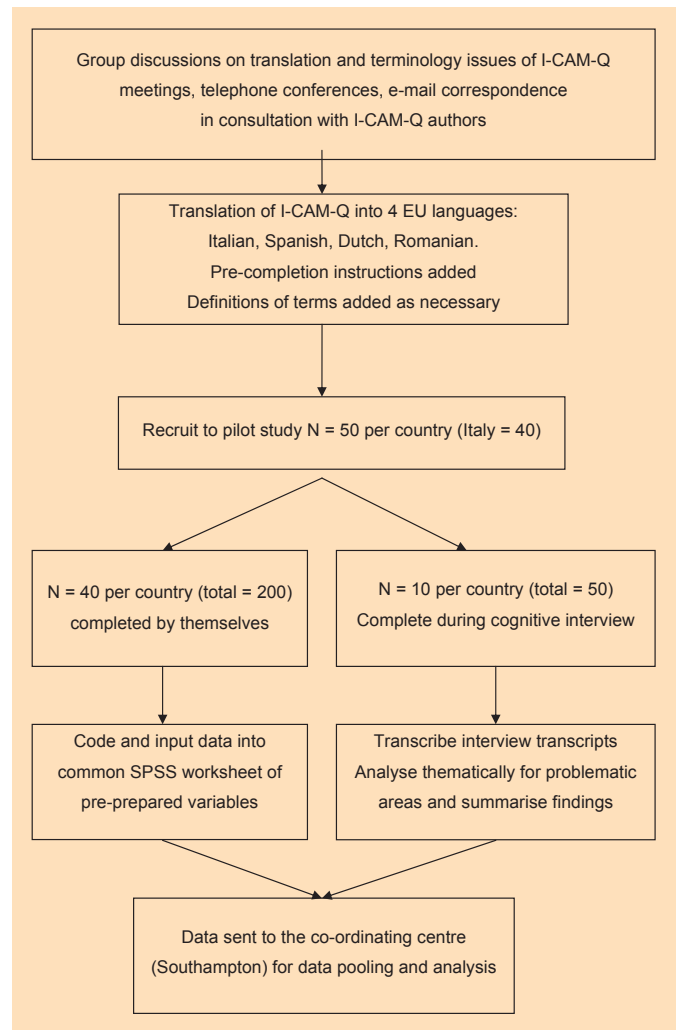 Group discussions on translation and terminology issues of I-CAM-Q
meetings, telephone conferences, e-mail correspondence
in consultation with I-CAM-Q authors
Translation of I-CAM-Q into 4 EU languages:
Italian, Spanish, Dutch, Romanian.
Pre-completion instructions added
Definitions of terms added as necessary
Recruit to pilot study N = 50 per country (Italy = 40)
N = 40 per country (total = 200)
completed by themselves
N = 10 per country (total = 50)
Complete during cognitive interview
Code and input data into
common SPSS worksheet of
pre-prepared variables
Transcribe interview transcripts
Analyse thematically for problematic
areas and summarise findings
Data sent to the co-ordinating centre
(Southampton) for data pooling and analysis